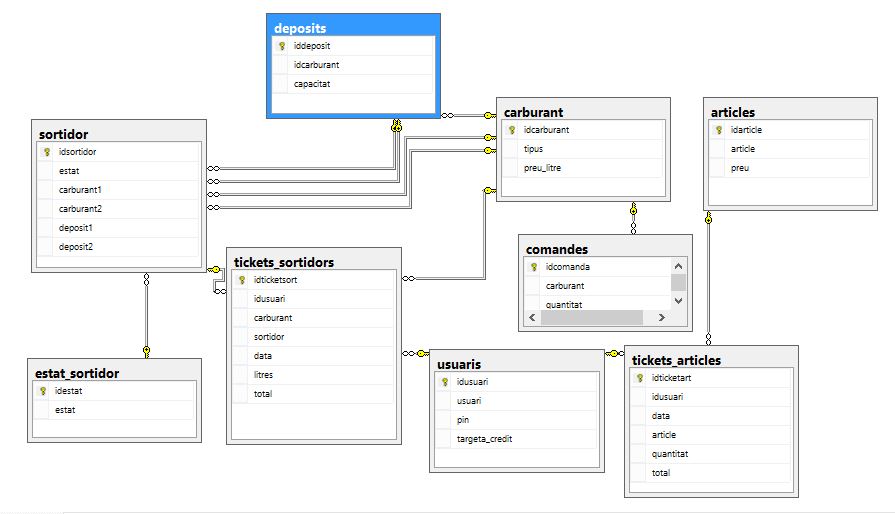 deposits
iddeposit
idcarburant
capacitat
sortidor
idsortidor
estat
carburant1
carburant2
deposit1
deposit2
carburant
idcarburant
tipus
preu_litre
articles
idarticle
article
preu
tickets_sortidors
idticketsort
idusuari
carburant
sortidor
data
litres
total
comandes
idcomanda
carburant
quantitat
estat_sortidor
idestat
estat
usuaris
idusuari
usuari
pin
targeta_credit
tickets_articles
idticketart
idusuari
data
article
quantitat
total